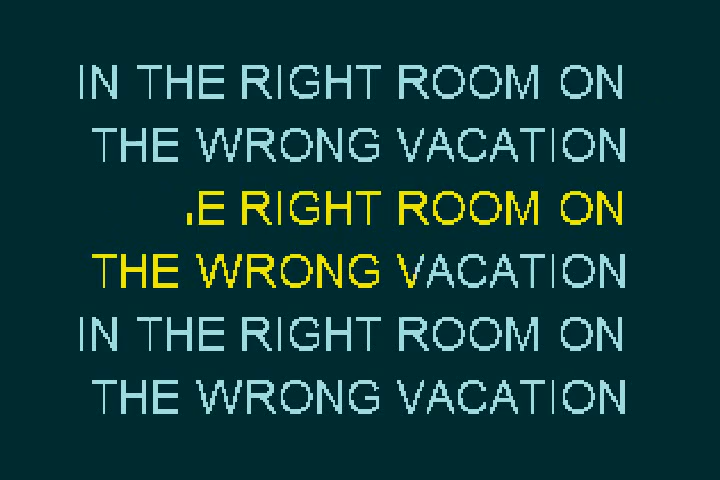 IN THE RIGHT ROOM ON
THE WRONG VACATION
RIGHT ROOM ON
THE WRONG VACATION
IN THE RIGHT ROOM ON
THE WRONG VACATION